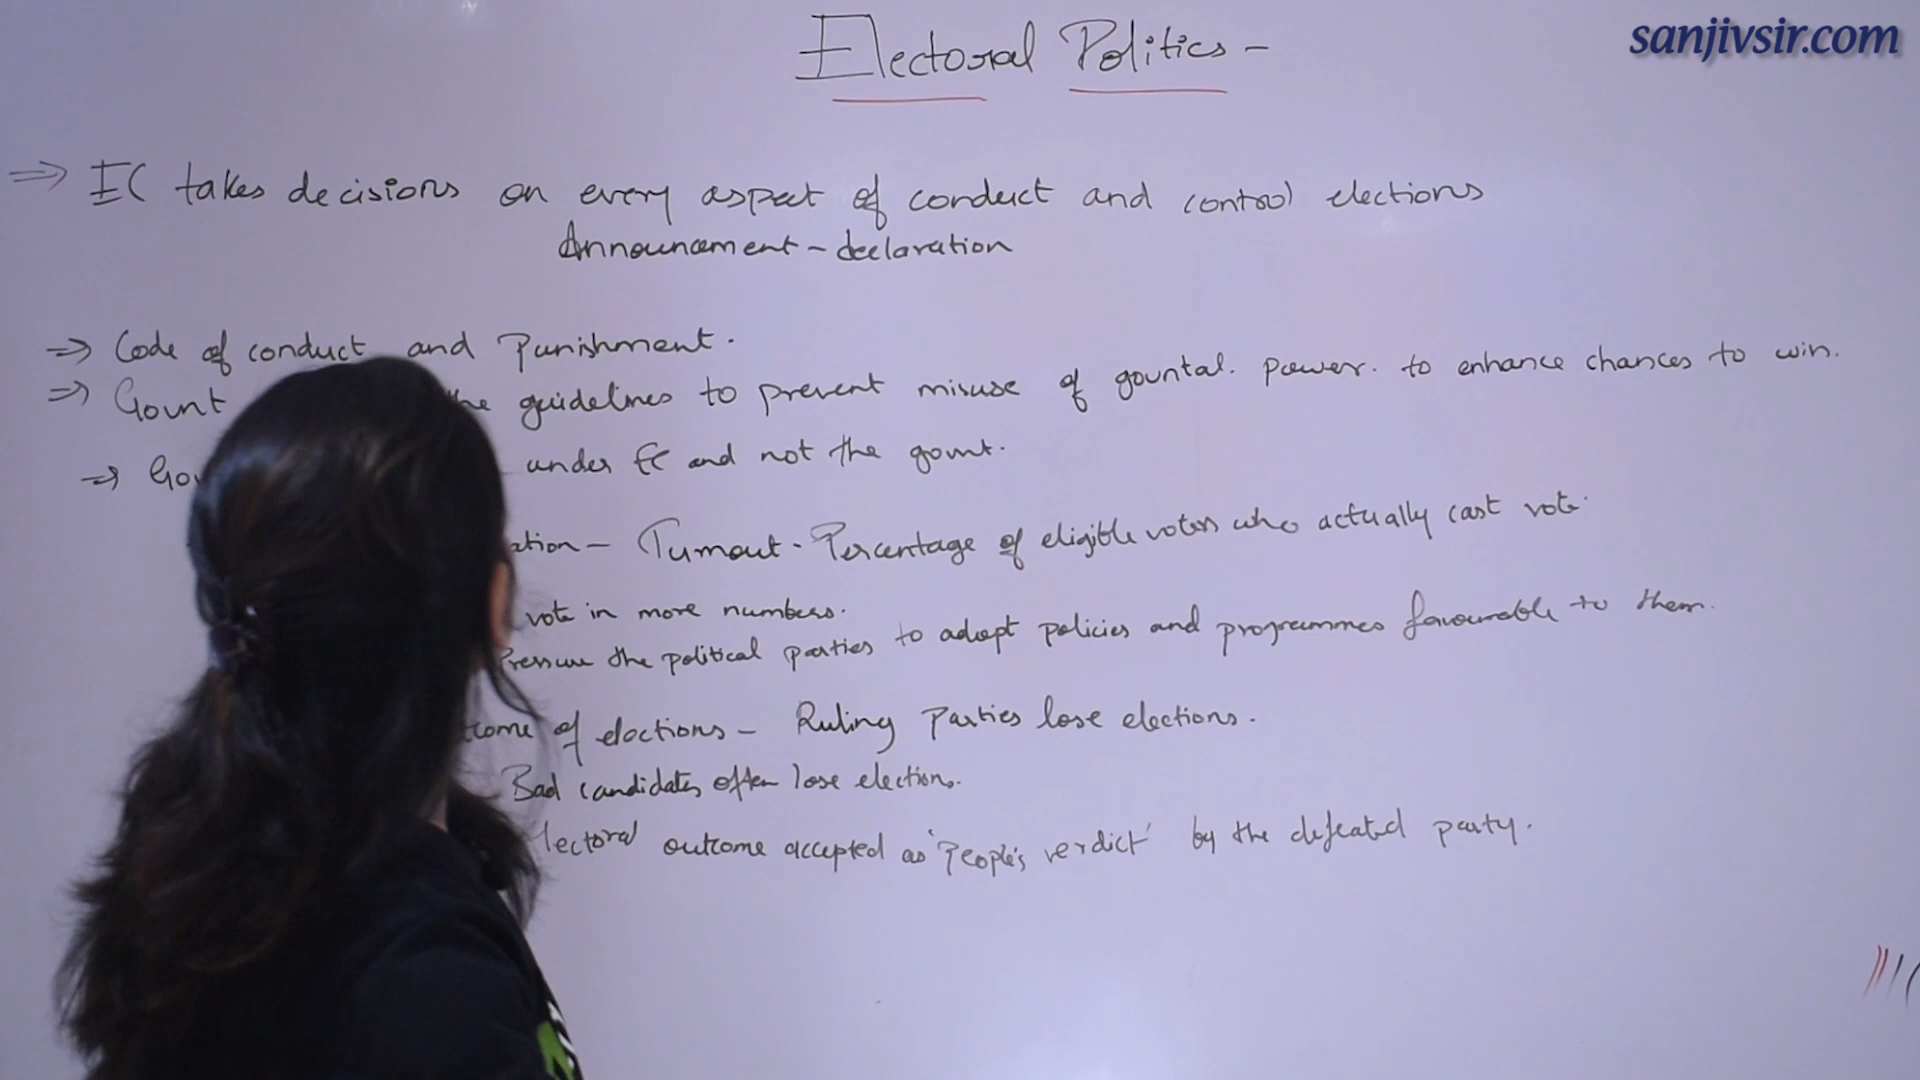 sanjivsir.com
Electoral Politics -
⇒ EC takes decisions on every aspect of conduct and control elections
Announcement - declaration
⇒ Code of conduct and Punishment.
⇒ Govnt the guidelines to prevent misuse of govntal. power. to enhance chances to win.
→ under EC and not the govnt.
- Turnout - Percentage of eligible voters who actually cast vote.
vote in more numbers.
Pressure the political parties to adopt policies and programmes favourable to them.
of elections - Ruling Parties lose elections.
Bad candidates often lose elections.
outcome accepted as 'People's verdict' by the defeated party.